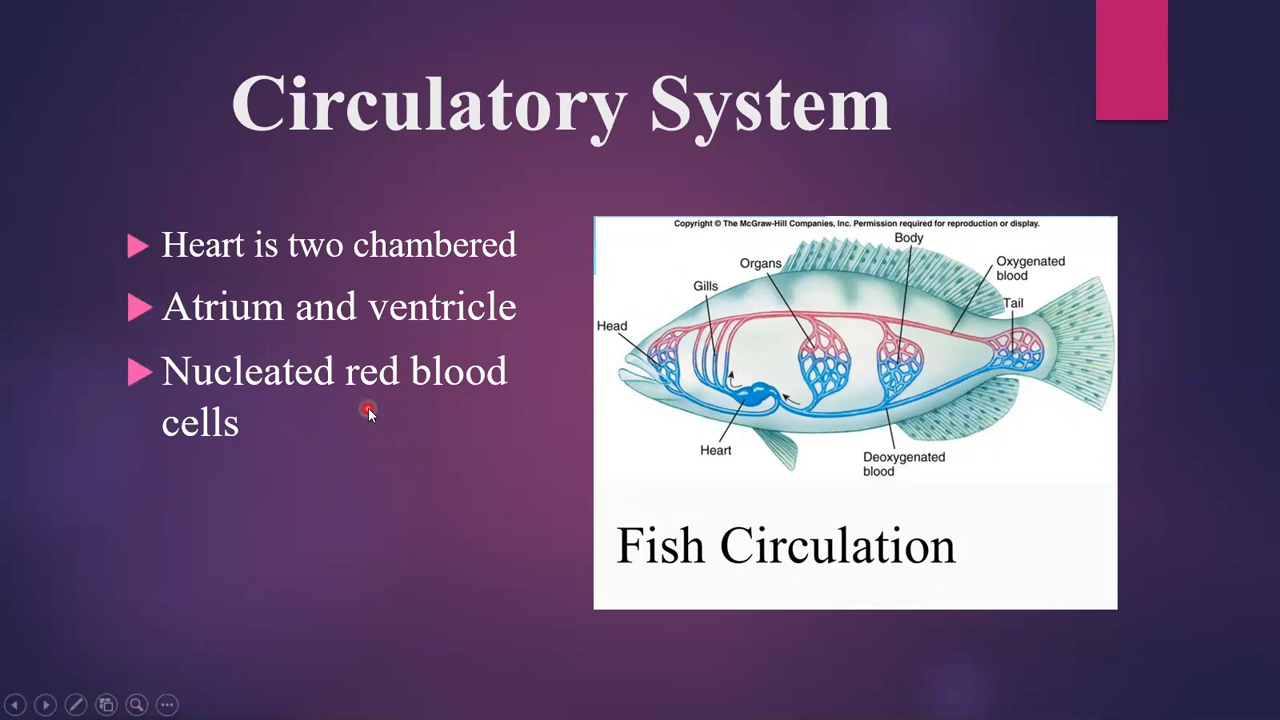 Circulatory System
Heart is two chambered
Atrium and ventricle
Nucleated red blood
cells
Copyright © The McGraw-Hill Companies, Inc. Permission required for reproduction or display.
Body
Organs
Oxygenated
blood
Gills
Tail
Head
Heart
Deoxygenated
blood
Fish Circulation